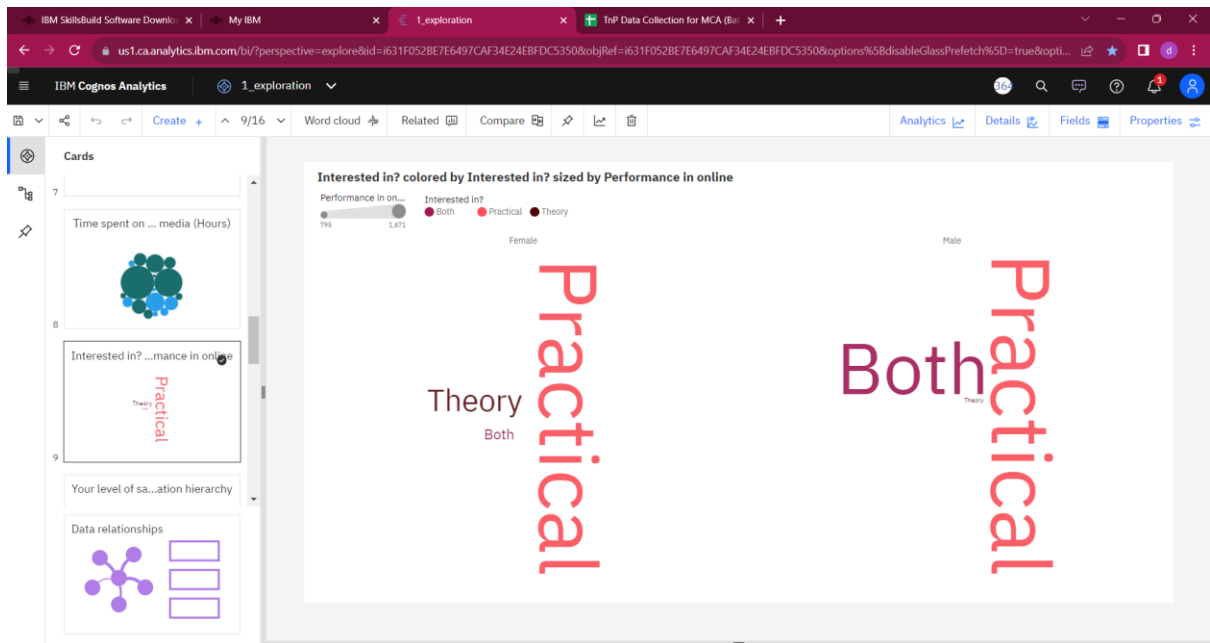 IBM SkillsBuild Software Downlo
My IBM
1_exploration
TnP Data Collection for MCA (Bat
us1.ca.analytics.ibm.com/bi/?perspective=explore&id=i631F052BE7E6497CAF34E24EBFDC5350&objRef=i631F052BE7E6497CAF34E24EBFDC5350&options%5BdisableGlassPrefetch%5D=true&opti...
d
IBM Cognos Analytics
1_exploration
364
1
Create +
9/16
Word cloud
Related
Compare
Analytics
Details
Fields
Properties
Cards
7
Time spent on ... media (Hours)
8
Interested in? ...mance in online
Practical
Theory
9
Your level of sa...ation hierarchy
Data relationships
Interested in? colored by Interested in? sized by Performance in online
Performance in on...
795
1,671
Interested in?
Both
Practical
Theory
Female
Practical
Theory
Both
Male
Practical
Both
Theory